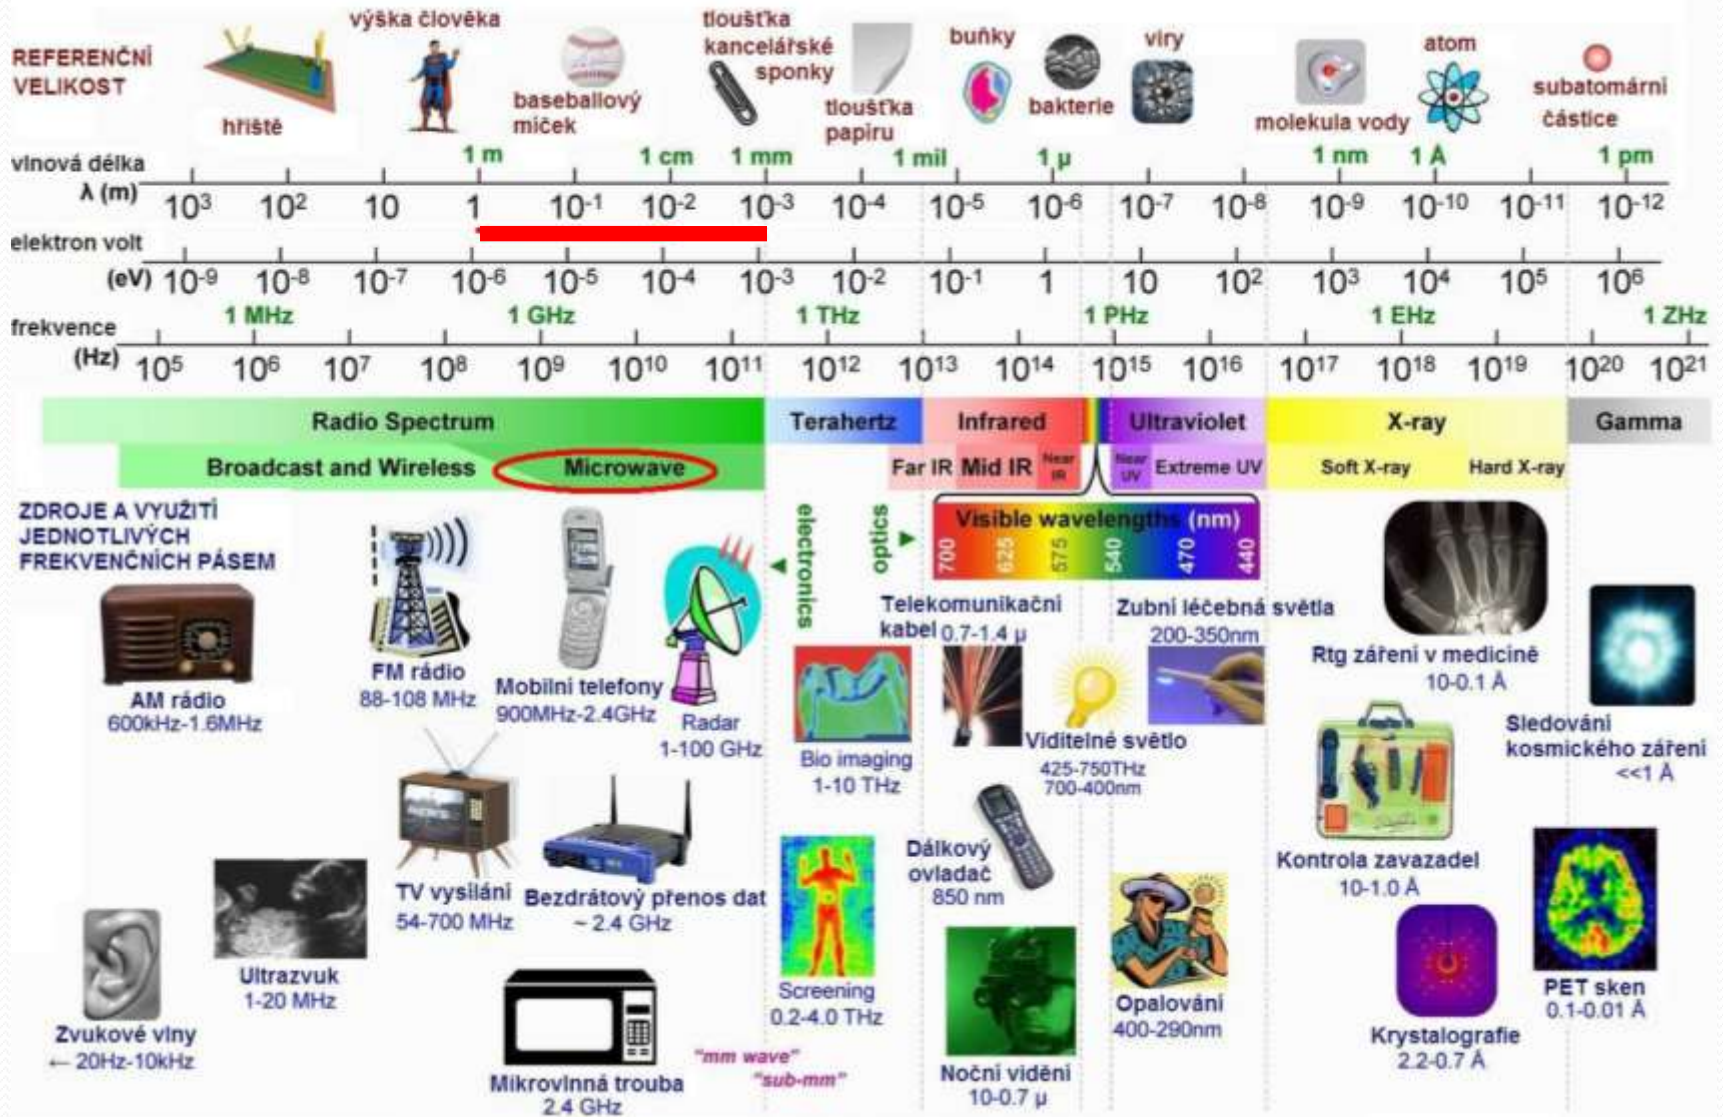 REFERENČNÍ
VELIKOST
hřiště
výška člověka
baseballový
míček
tloušťka
kancelářské
sponky
tloušťka
papíru
buňky
bakterie
viry
molekula vody
atom
subatomární
částice
vlnová délka
λ (m)
1 m 1 cm 1 mm 1 mil 1 µ 1 nm 1 Å 1 pm
10³ 10² 10 1 10⁻¹ 10⁻² 10⁻³ 10⁻⁴ 10⁻⁵ 10⁻⁶ 10⁻⁷ 10⁻⁸ 10⁻⁹ 10⁻¹⁰ 10⁻¹¹ 10⁻¹²
elektron volt
(eV) 10⁻⁹ 10⁻⁸ 10⁻⁷ 10⁻⁶ 10⁻⁵ 10⁻⁴ 10⁻³ 10⁻² 10⁻¹ 1 10 10² 10³ 10⁴ 10⁵ 10⁶
1 MHz 1 GHz 1 THz 1 PHz 1 EHz 1 ZHz
frekvence
(Hz) 10⁵ 10⁶ 10⁷ 10⁸ 10⁹ 10¹⁰ 10¹¹ 10¹² 10¹³ 10¹⁴ 10¹⁵ 10¹⁶ 10¹⁷ 10¹⁸ 10¹⁹ 10²⁰ 10²¹
Radio Spectrum Terahertz Infrared Ultraviolet X-ray Gamma
Broadcast and Wireless Microwave Far IR Mid IR Near IR Near UV Extreme UV Soft X-ray Hard X-ray
Visible wavelengths (nm)
700 625 575 540 470 440
electronics
optics
ZDROJE A VYUŽITÍ
JEDNOTLIVÝCH
FREKVENČNÍCH PÁSEM
AM rádio
600kHz-1.6MHz
FM rádio
88-108 MHz
Mobilní telefony
900MHz-2.4GHz
Radar
1-100 GHz
Bio imaging
1-10 THz
Telekomunikační
kabel 0.7-1.4 µ
Viditelné světlo
425-750THz
700-400nm
Zubní léčebná světla
200-350nm
Rtg záření v medicině
10-0.1 Å
Sledování
kosmického záření
<<1 Å
TV vysílání
54-700 MHz
Bezdrátový přenos dat
~ 2.4 GHz
Dálkový
ovladač
850 nm
Kontrola zavazadel
10-1.0 Å
Ultrazvuk
1-20 MHz
Zvukové vlny
← 20Hz-10kHz
Mikrovlnná trouba
2.4 GHz
Screening
0.2-4.0 THz
"mm wave"
"sub-mm"
Noční vidění
10-0.7 µ
Opalování
400-290nm
Krystalografie
2.2-0.7 Å
PET sken
0.1-0.01 Å